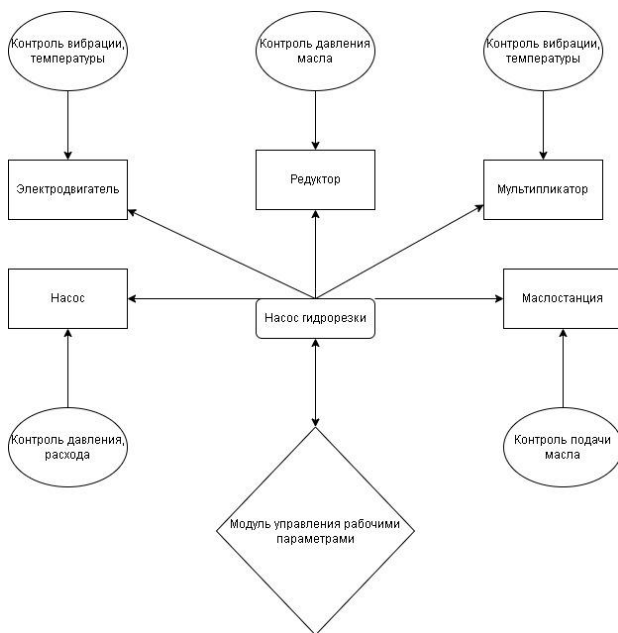 Контроль вибрации,
температуры
Контроль давления
масла
Контроль вибрации,
температуры
Электродвигатель
Редуктор
Мультипликатор
Насос
Насос гидрорезки
Маслостанция
Контроль давления,
расхода
Контроль подачи
масла
Модуль управления рабочими
параметрами